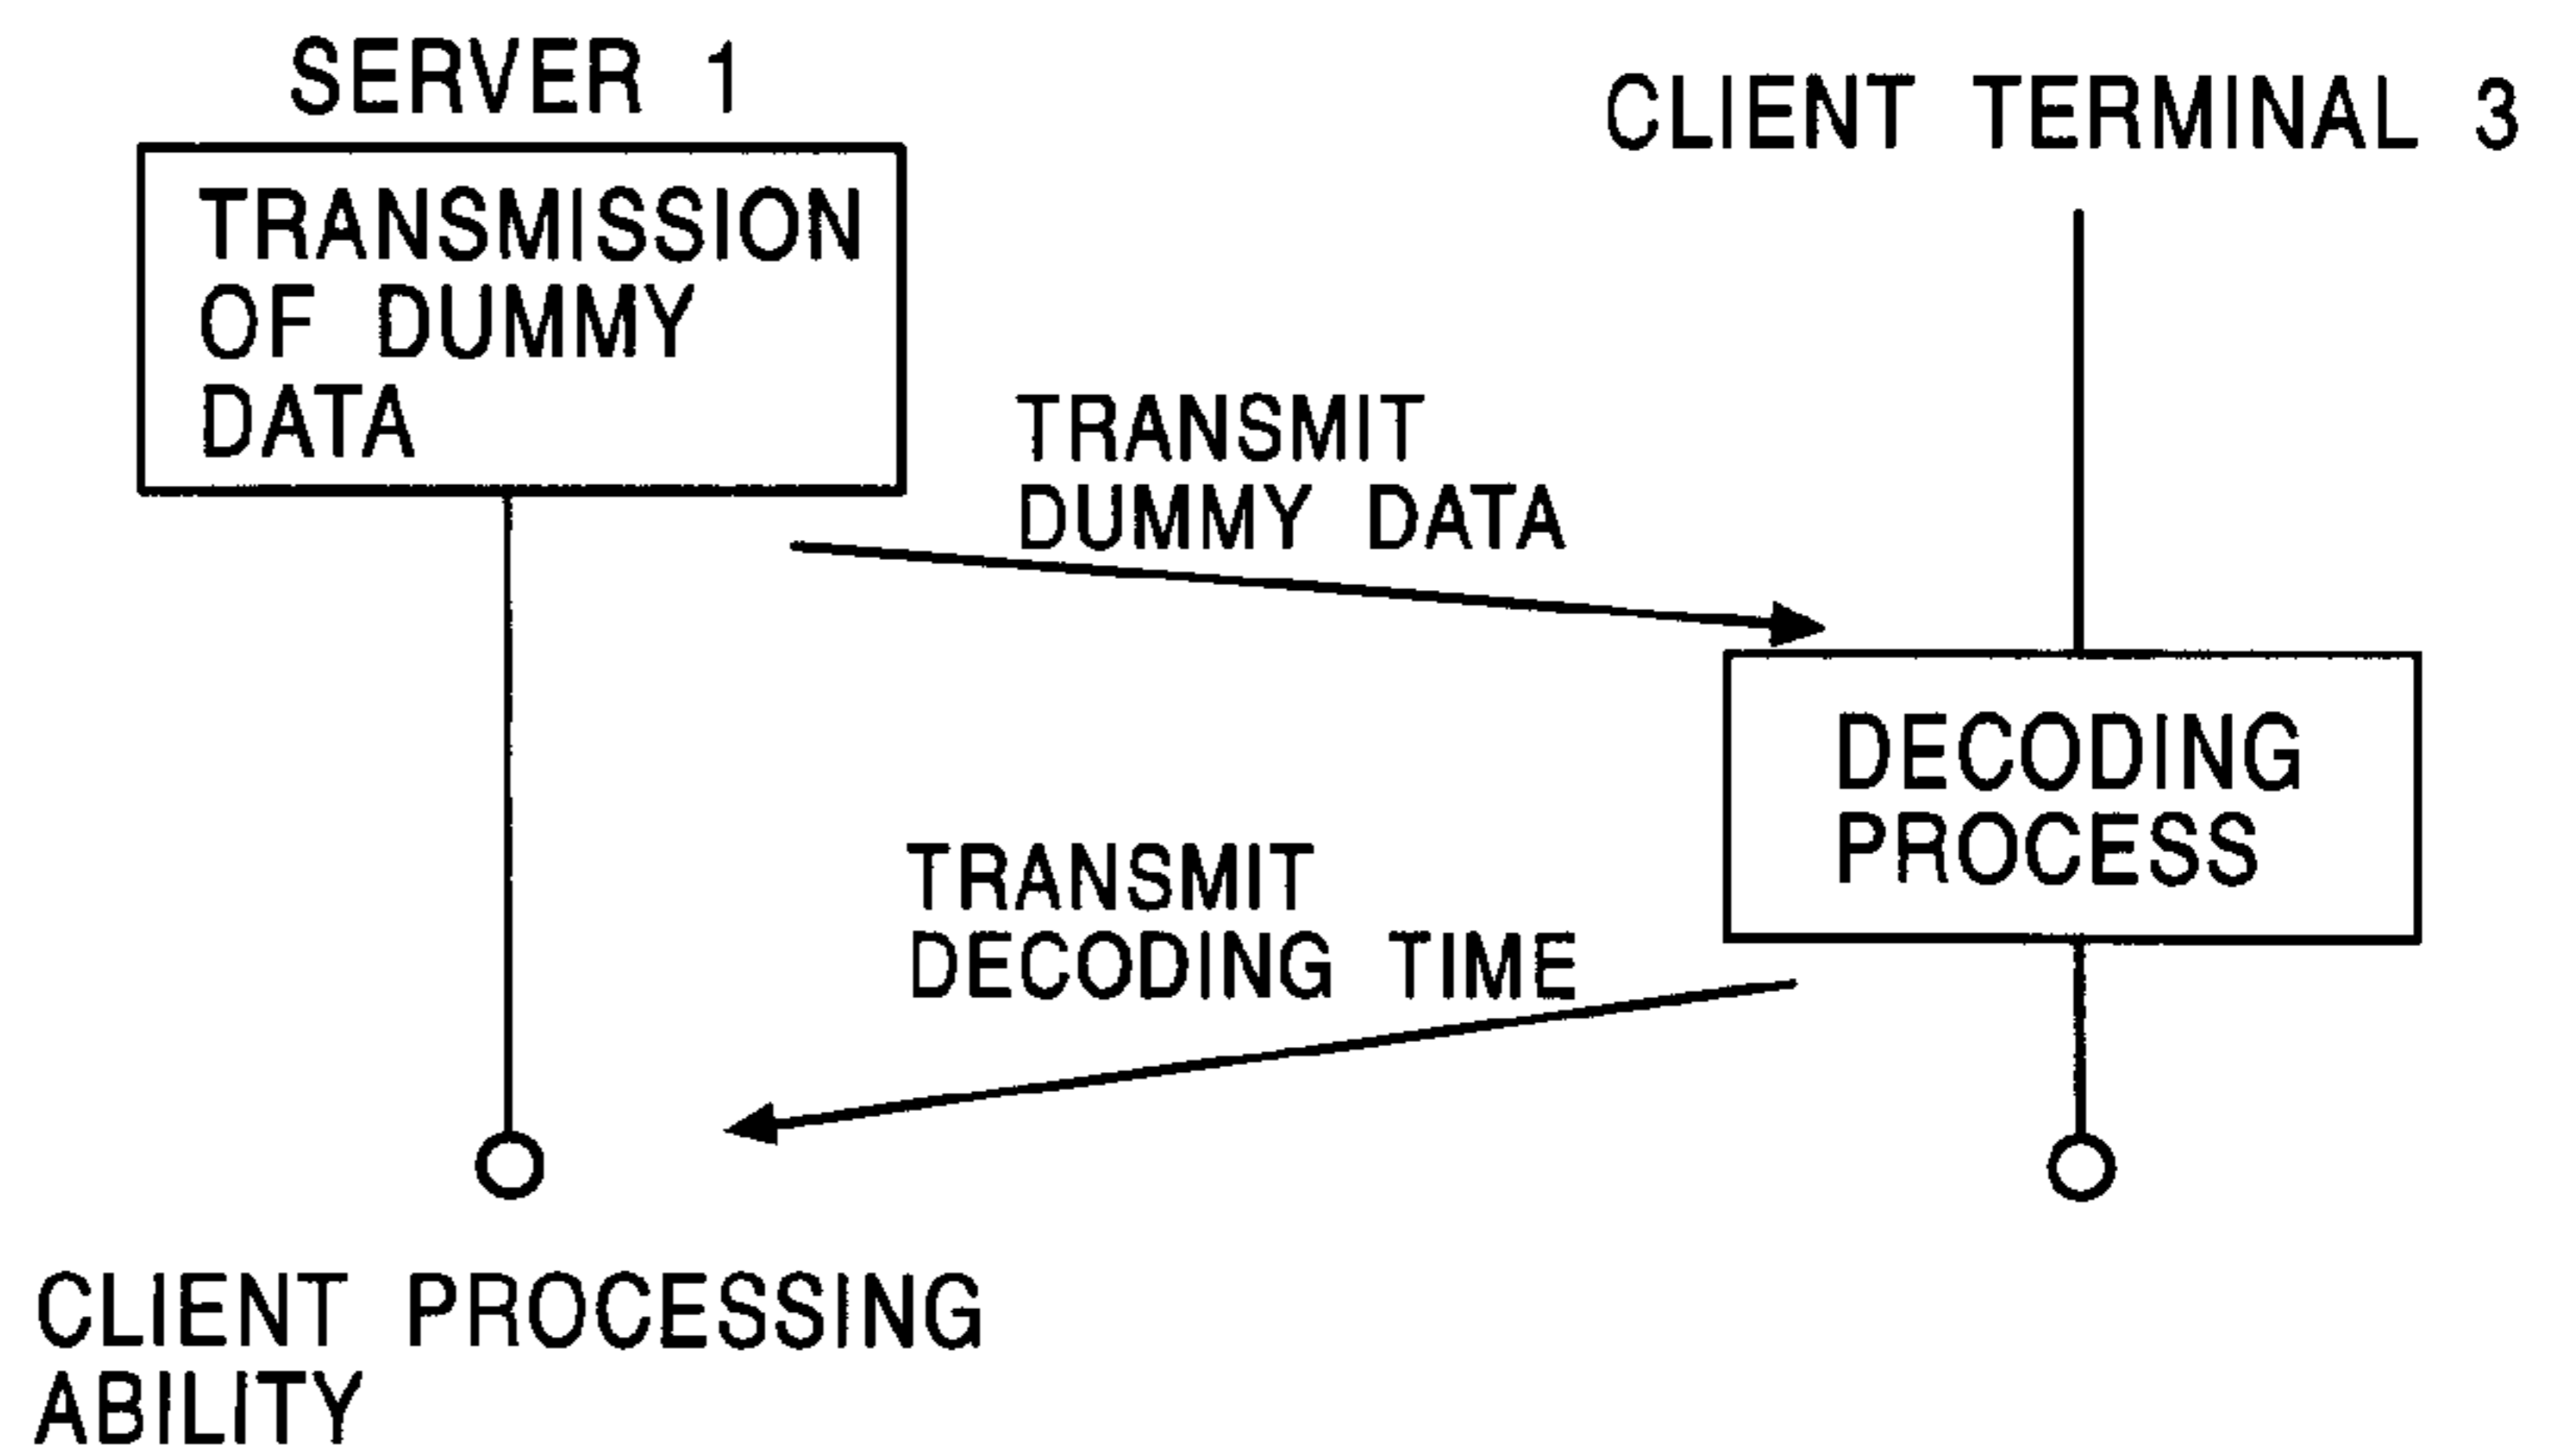 SERVER 1
CLIENT TERMINAL 3
TRANSMISSION
OF DUMMY
DATA
TRANSMIT
DUMMY DATA
DECODING
PROCESS
TRANSMIT
DECODING TIME
CLIENT PROCESSING
ABILITY